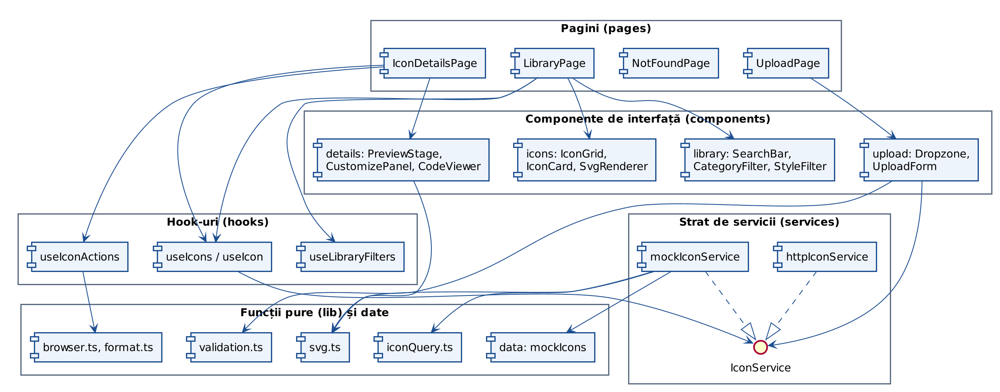 Pagini (pages)
IconDetailsPage
LibraryPage
NotFoundPage
UploadPage
Componente de interfață (components)
details: PreviewStage,
CustomizePanel, CodeViewer
icons: IconGrid,
IconCard, SvgRenderer
library: SearchBar,
CategoryFilter, StyleFilter
upload: Dropzone,
UploadForm
Hook-uri (hooks)
useIconActions
useIcons / useIcon
useLibraryFilters
Strat de servicii (services)
mockIconService
httpIconService
Funcții pure (lib) și date
browser.ts, format.ts
validation.ts
svg.ts
iconQuery.ts
data: mockIcons
IconService